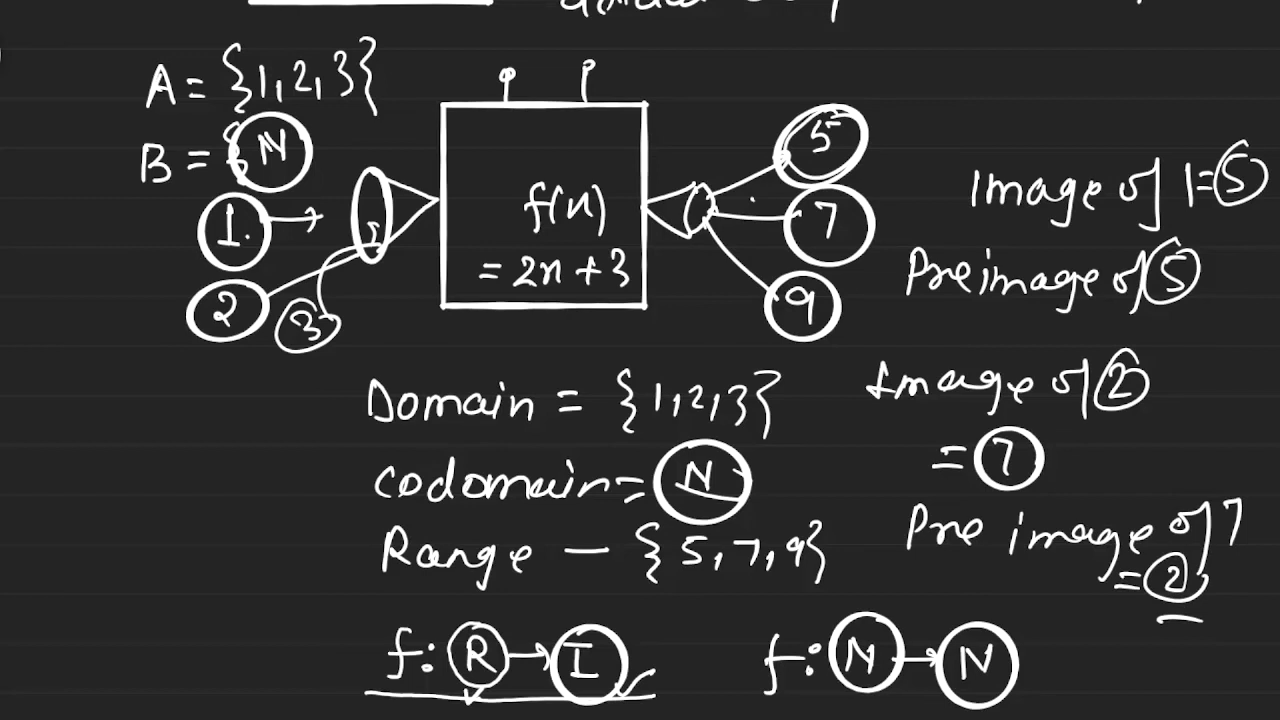 A = {1, 2, 3}
B = {N
1
2
3
f(x)
= 2x + 3
5
7
9
Image of 1 = 5
Preimage of 5
Image of 2
= 7
Pre image of 7
= 2
Domain = {1, 2, 3}
Codomain = N
Range — {5, 7, 9}
f: R → I
f: N → N